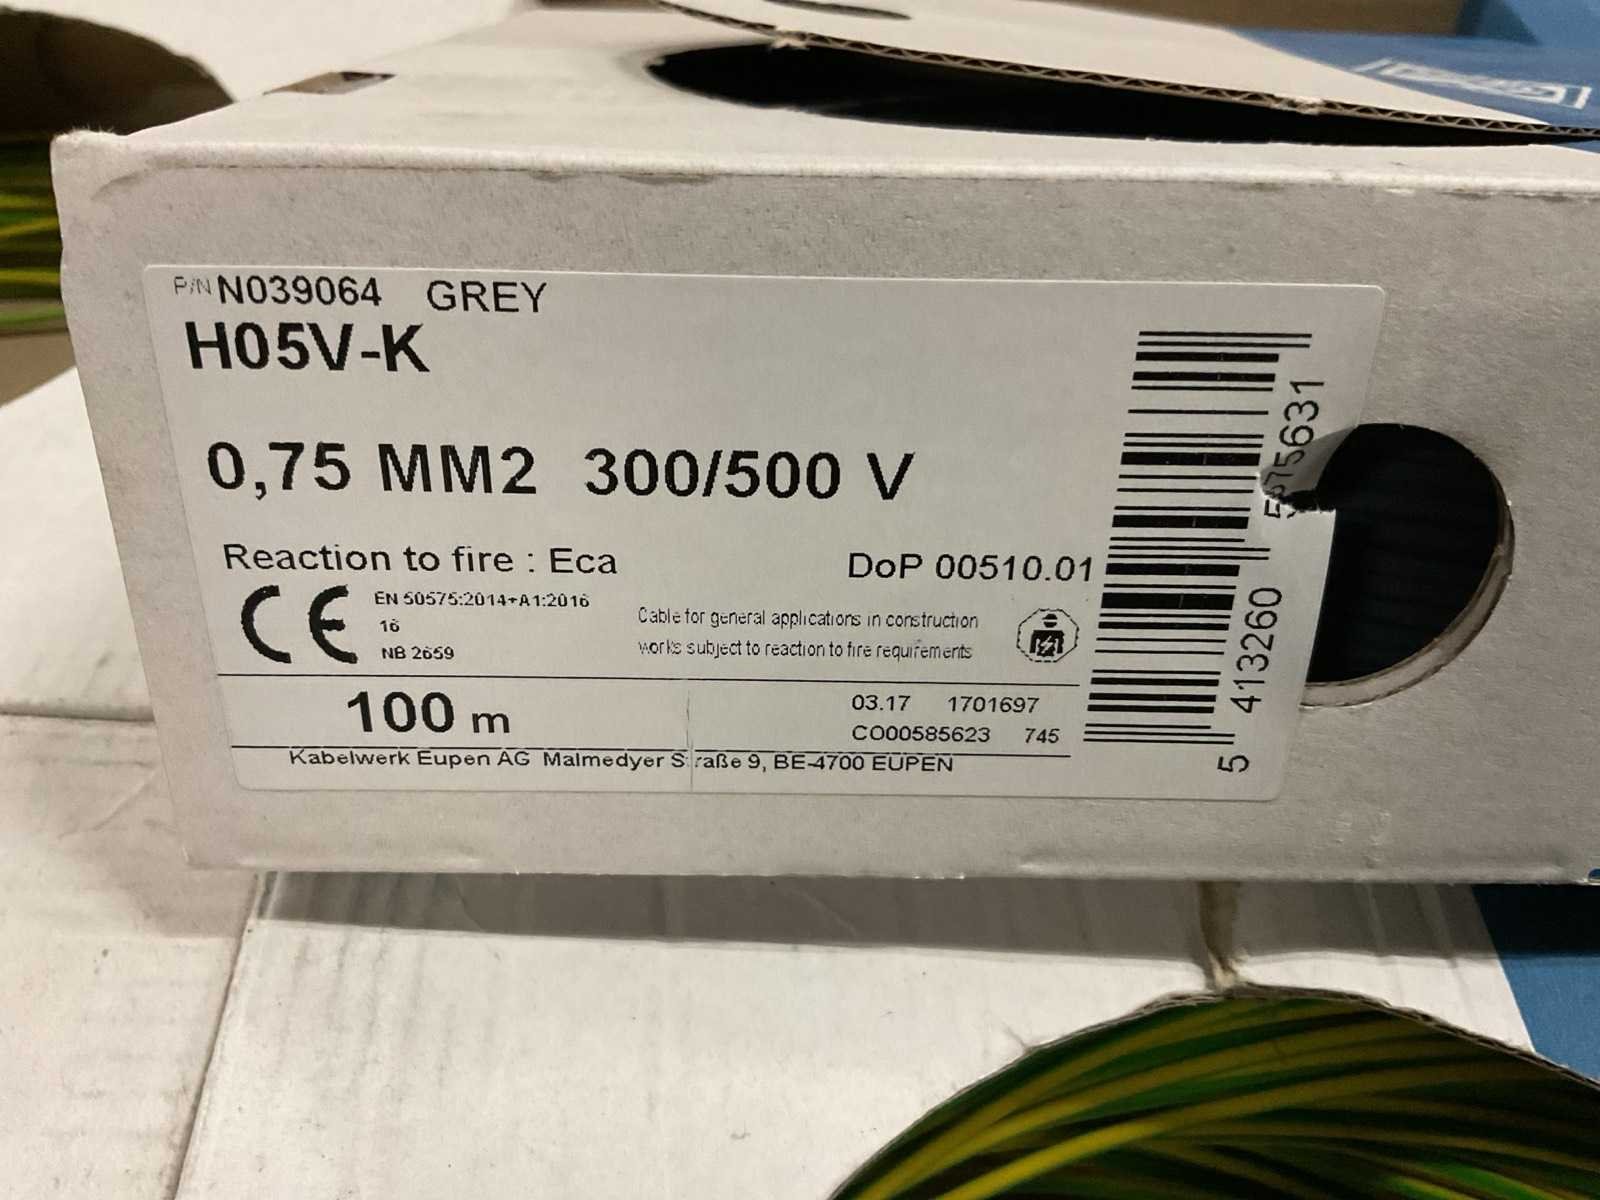 P/N N039064 GREY
H05V-K
0,75 MM2 300/500 V
Reaction to fire : Eca
DoP 00510.01
CE
EN 50575:2014+A1:2016
16
NB 2659
Cable for general applications in construction
works subject to reaction to fire requirements
100 m
03.17 1701697
CO00585623 745
Kabelwerk Eupen AG Malmedyer Straße 9, BE-4700 EUPEN
5 413260 575631